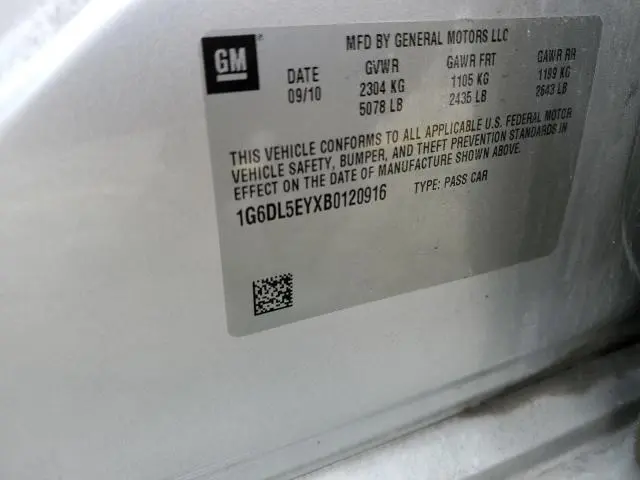 GM
MFD BY GENERAL MOTORS LLC
DATE GVWR GAWR FRT GAWR RR
09/10 2304 KG 1105 KG 1199 KG
5078 LB 2435 LB 2643 LB
THIS VEHICLE CONFORMS TO ALL APPLICABLE U.S. FEDERAL MOTOR
VEHICLE SAFETY, BUMPER, AND THEFT PREVENTION STANDARDS IN
EFFECT ON THE DATE OF MANUFACTURE SHOWN ABOVE.
1G6DL5EYXB0120916 TYPE: PASS CAR